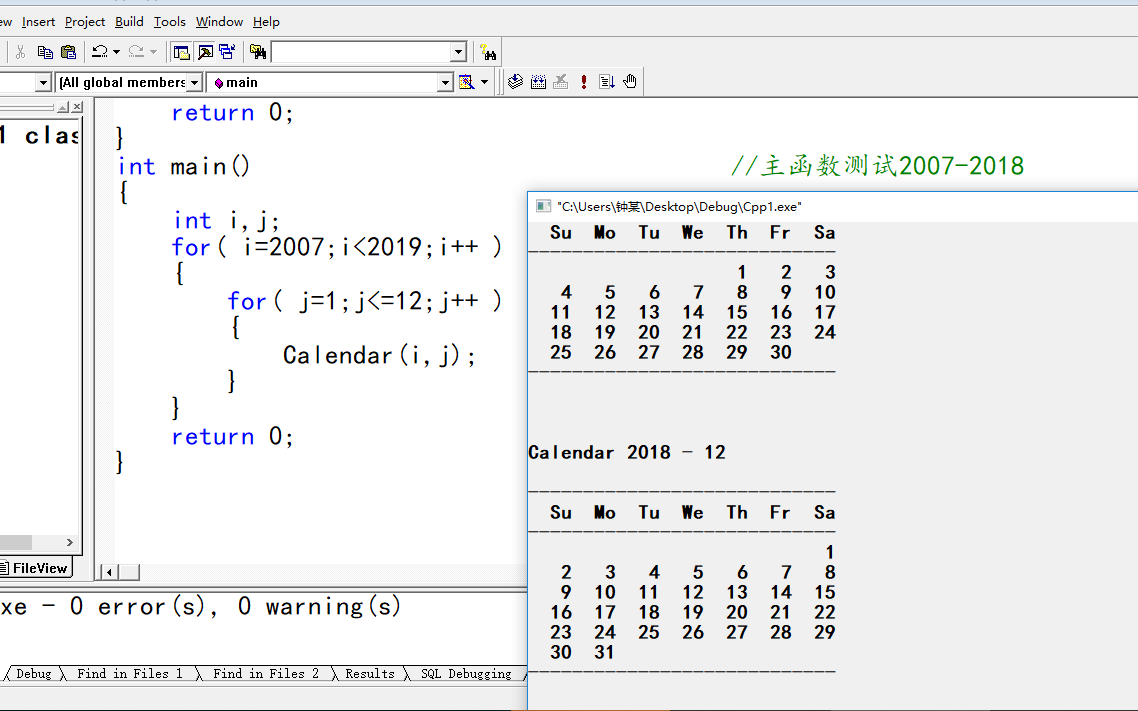 Insert Project Build Tools Window Help
[All global members main
1 clas
return 0;
}
int main() //主函数测试2007-2018
{
int i,j;
for( i=2007;i<2019;i++ )
{
for( j=1;j<=12;j++ )
{
Calendar(i,j);
}
}
return 0;
}
FileView
xe - 0 error(s), 0 warning(s)
Debug Find in Files 1 Find in Files 2 Results SQL Debugging
"C:\Users\钟某\Desktop\Debug\Cpp1.exe"
Su Mo Tu We Th Fr Sa
1 2 3
4 5 6 7 8 9 10
11 12 13 14 15 16 17
18 19 20 21 22 23 24
25 26 27 28 29 30
Calendar 2018 - 12
Su Mo Tu We Th Fr Sa
1
2 3 4 5 6 7 8
9 10 11 12 13 14 15
16 17 18 19 20 21 22
23 24 25 26 27 28 29
30 31